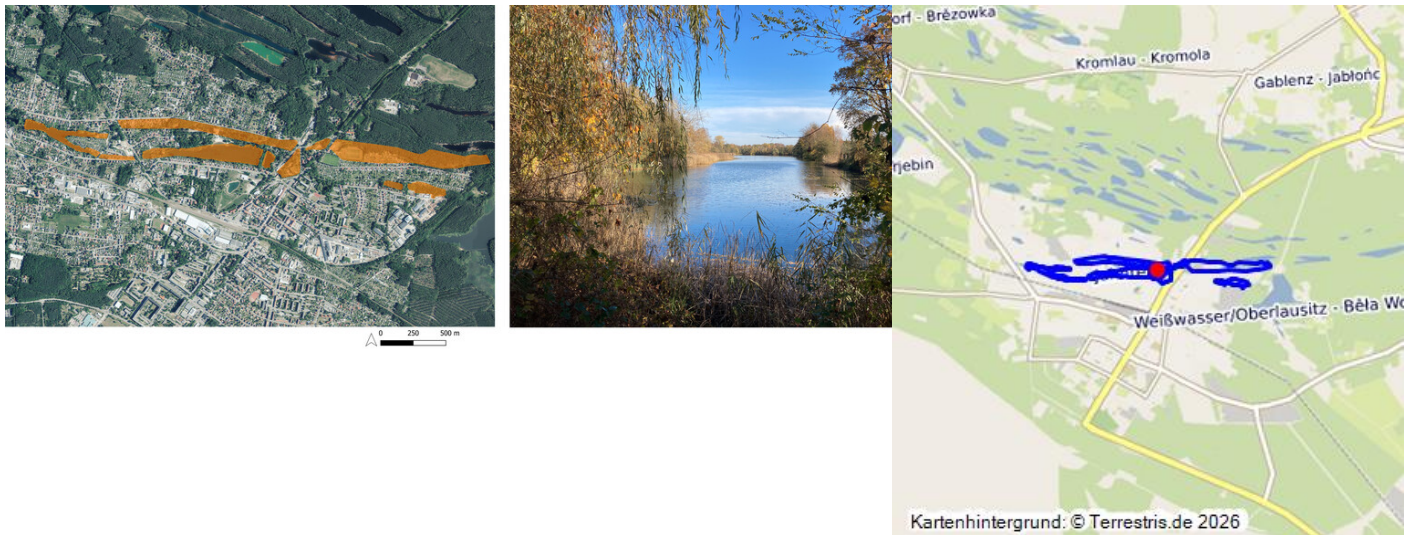 0 250 500 m
orf - Brězowka
Kromlau - Kromola
Gablenz - Jabłońc
rjebin
Weißwasser/Oberlausitz - Běła Wo
Kartenhintergrund: © Terrestris.de 2026